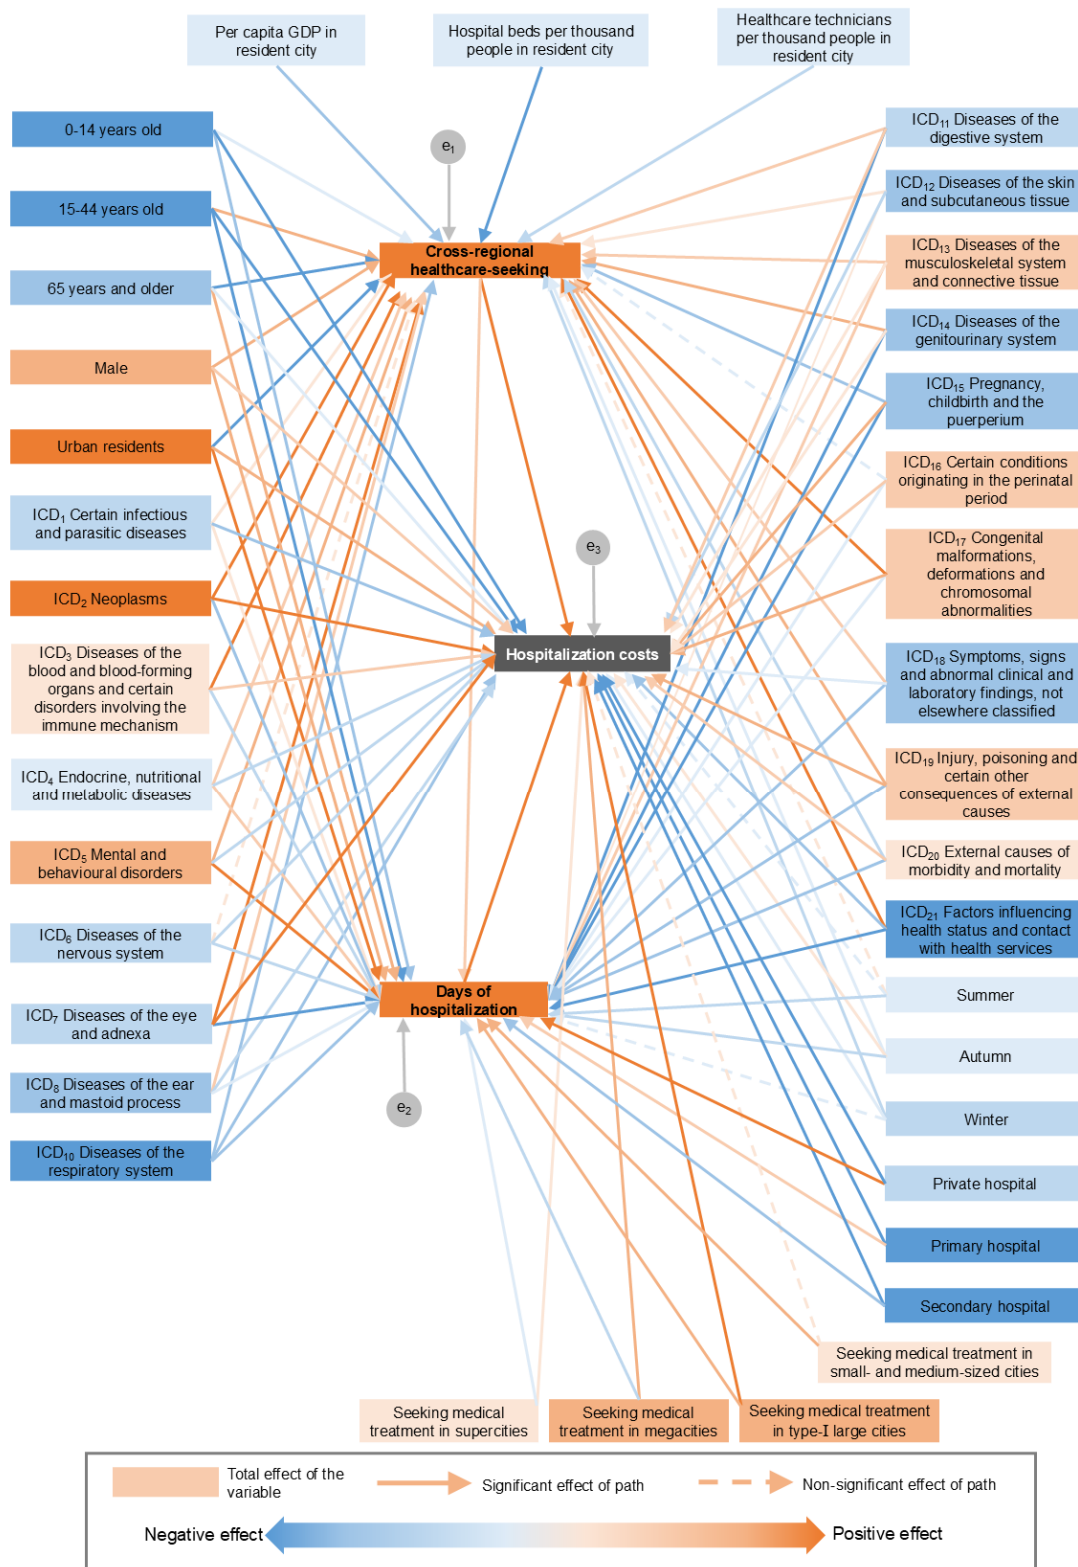 Per capita GDP in
resident city
Hospital beds per thousand
people in resident city
Healthcare technicians
per thousand people in
resident city
0-14 years old
15-44 years old
65 years and older
Male
Urban residents
ICD₁ Certain infectious
and parasitic diseases
ICD₂ Neoplasms
ICD₃ Diseases of the
blood and blood-forming
organs and certain
disorders involving the
immune mechanism
ICD₄ Endocrine, nutritional
and metabolic diseases
ICD₅ Mental and
behavioural disorders
ICD₆ Diseases of the
nervous system
ICD₇ Diseases of the eye
and adnexa
ICD₈ Diseases of the ear
and mastoid process
ICD₁₀ Diseases of the
respiratory system
e₁
Cross-regional
healthcare-seeking
e₃
Hospitalization costs
Days of
hospitalization
e₂
ICD₁₁ Diseases of the
digestive system
ICD₁₂ Diseases of the skin
and subcutaneous tissue
ICD₁₃ Diseases of the
musculoskeletal system
and connective tissue
ICD₁₄ Diseases of the
genitourinary system
ICD₁₅ Pregnancy,
childbirth and the
puerperium
ICD₁₆ Certain conditions
originating in the perinatal
period
ICD₁₇ Congenital
malformations,
deformations and
chromosomal
abnormalities
ICD₁₈ Symptoms, signs
and abnormal clinical and
laboratory findings, not
elsewhere classified
ICD₁₉ Injury, poisoning and
certain other
consequences of external
causes
ICD₂₀ External causes of
morbidity and mortality
ICD₂₁ Factors influencing
health status and contact
with health services
Summer
Autumn
Winter
Private hospital
Primary hospital
Secondary hospital
Seeking medical treatment in
small- and medium-sized cities
Seeking medical
treatment in supercities
Seeking medical
treatment in megacities
Seeking medical treatment
in type-I large cities
Total effect of the
variable
Significant effect of path
Non-significant effect of path
Negative effect
Positive effect